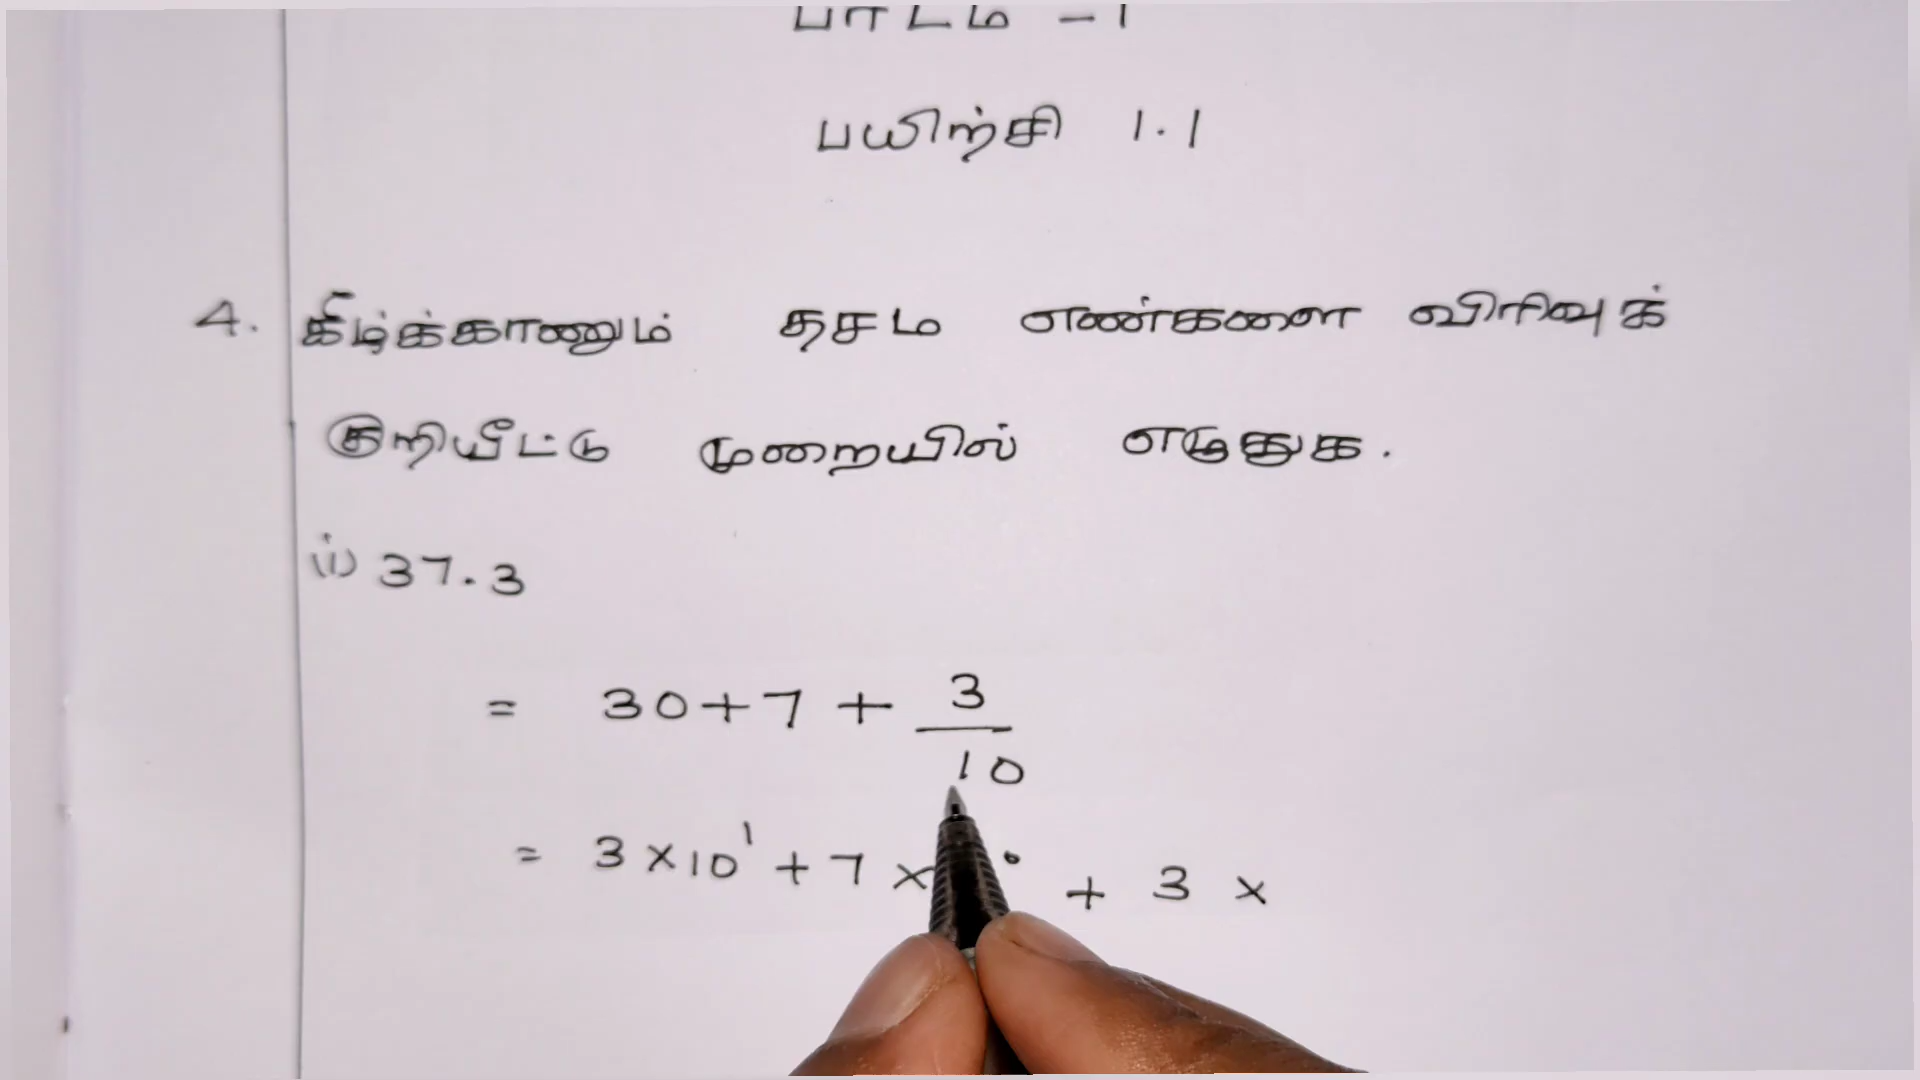 பாடம் - 1
பயிற்சி 1.1
4. கீழ்க்காணும் தசம எண்களை விரிவுக்
குறியீட்டு முறையில் எழுதுக.
(i) 37.3
= 30 + 7 + 3/10
= 3 × 10¹ + 7 × ⁰ + 3 ×